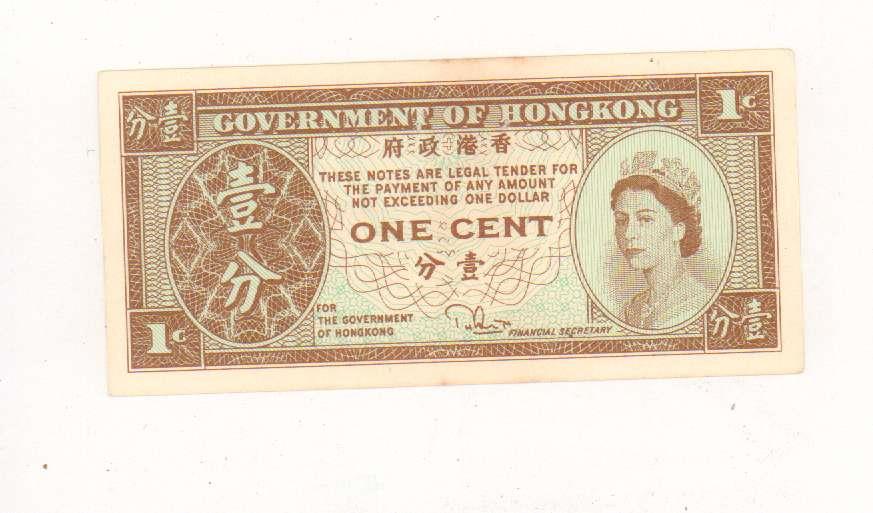 分壹
GOVERNMENT OF HONGKONG
1¢
府政港香
壹分
THESE NOTES ARE LEGAL TENDER FOR
THE PAYMENT OF ANY AMOUNT
NOT EXCEEDING ONE DOLLAR
ONE CENT
分壹
FOR
THE GOVERNMENT
OF HONGKONG
FINANCIAL SECRETARY
1¢
分壹